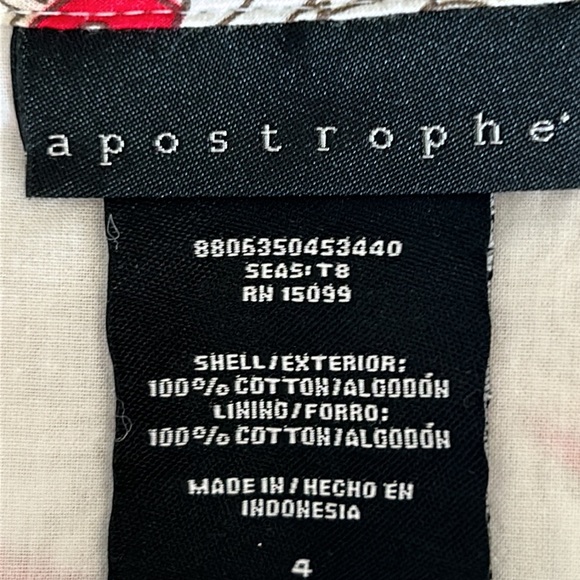 apostrophe
8806350453440
SEAS: T8
RN 15099
SHELL/EXTERIOR:
100% COTTON/ALGODÓN
LINING/FORRO:
100% COTTON/ALGODÓN
MADE IN / HECHO EN
INDONESIA
4